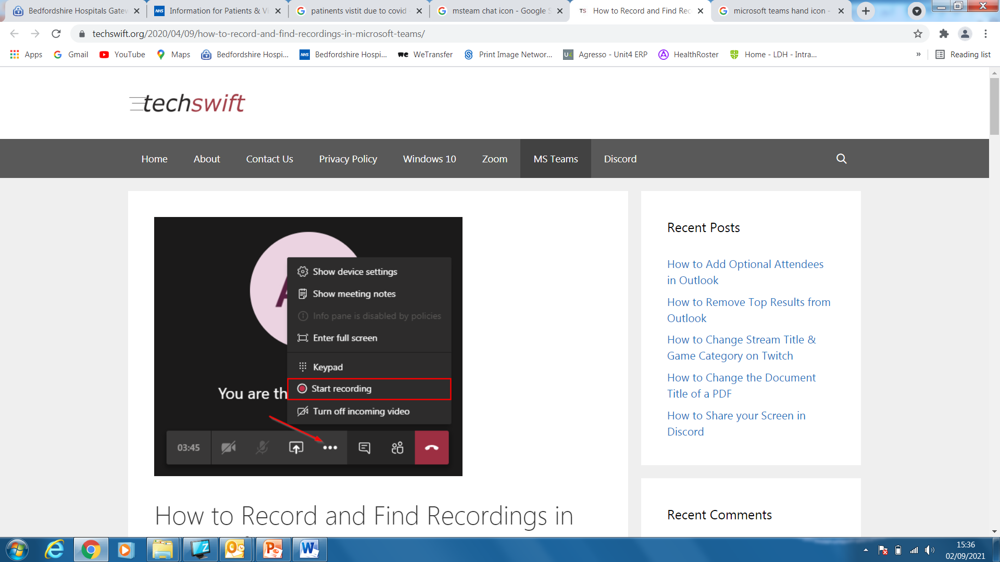 Bedfordshire Hospitals Gatew
Information for Patients & Vi
patinents vistit due to covid -
msteam chat icon - Google S
TS How to Record and Find Rec
microsoft teams hand icon -
techswift.org/2020/04/09/how-to-record-and-find-recordings-in-microsoft-teams/
Apps
Gmail
YouTube
Maps
Bedfordshire Hospi...
NHS Bedfordshire Hospi...
we WeTransfer
Print Image Networ...
U4 Agresso - Unit4 ERP
HealthRoster
Home - LDH - Intra...
»
Reading list
techswift
Home
About
Contact Us
Privacy Policy
Windows 10
Zoom
MS Teams
Discord
Show device settings
Show meeting notes
Info pane is disabled by policies
Enter full screen
Keypad
You are th
Start recording
Turn off incoming video
03:45
How to Record and Find Recordings in
Recent Posts
How to Add Optional Attendees
in Outlook
How to Remove Top Results from
Outlook
How to Change Stream Title &
Game Category on Twitch
How to Change the Document
Title of a PDF
How to Share your Screen in
Discord
Recent Comments
15:36
02/09/2021